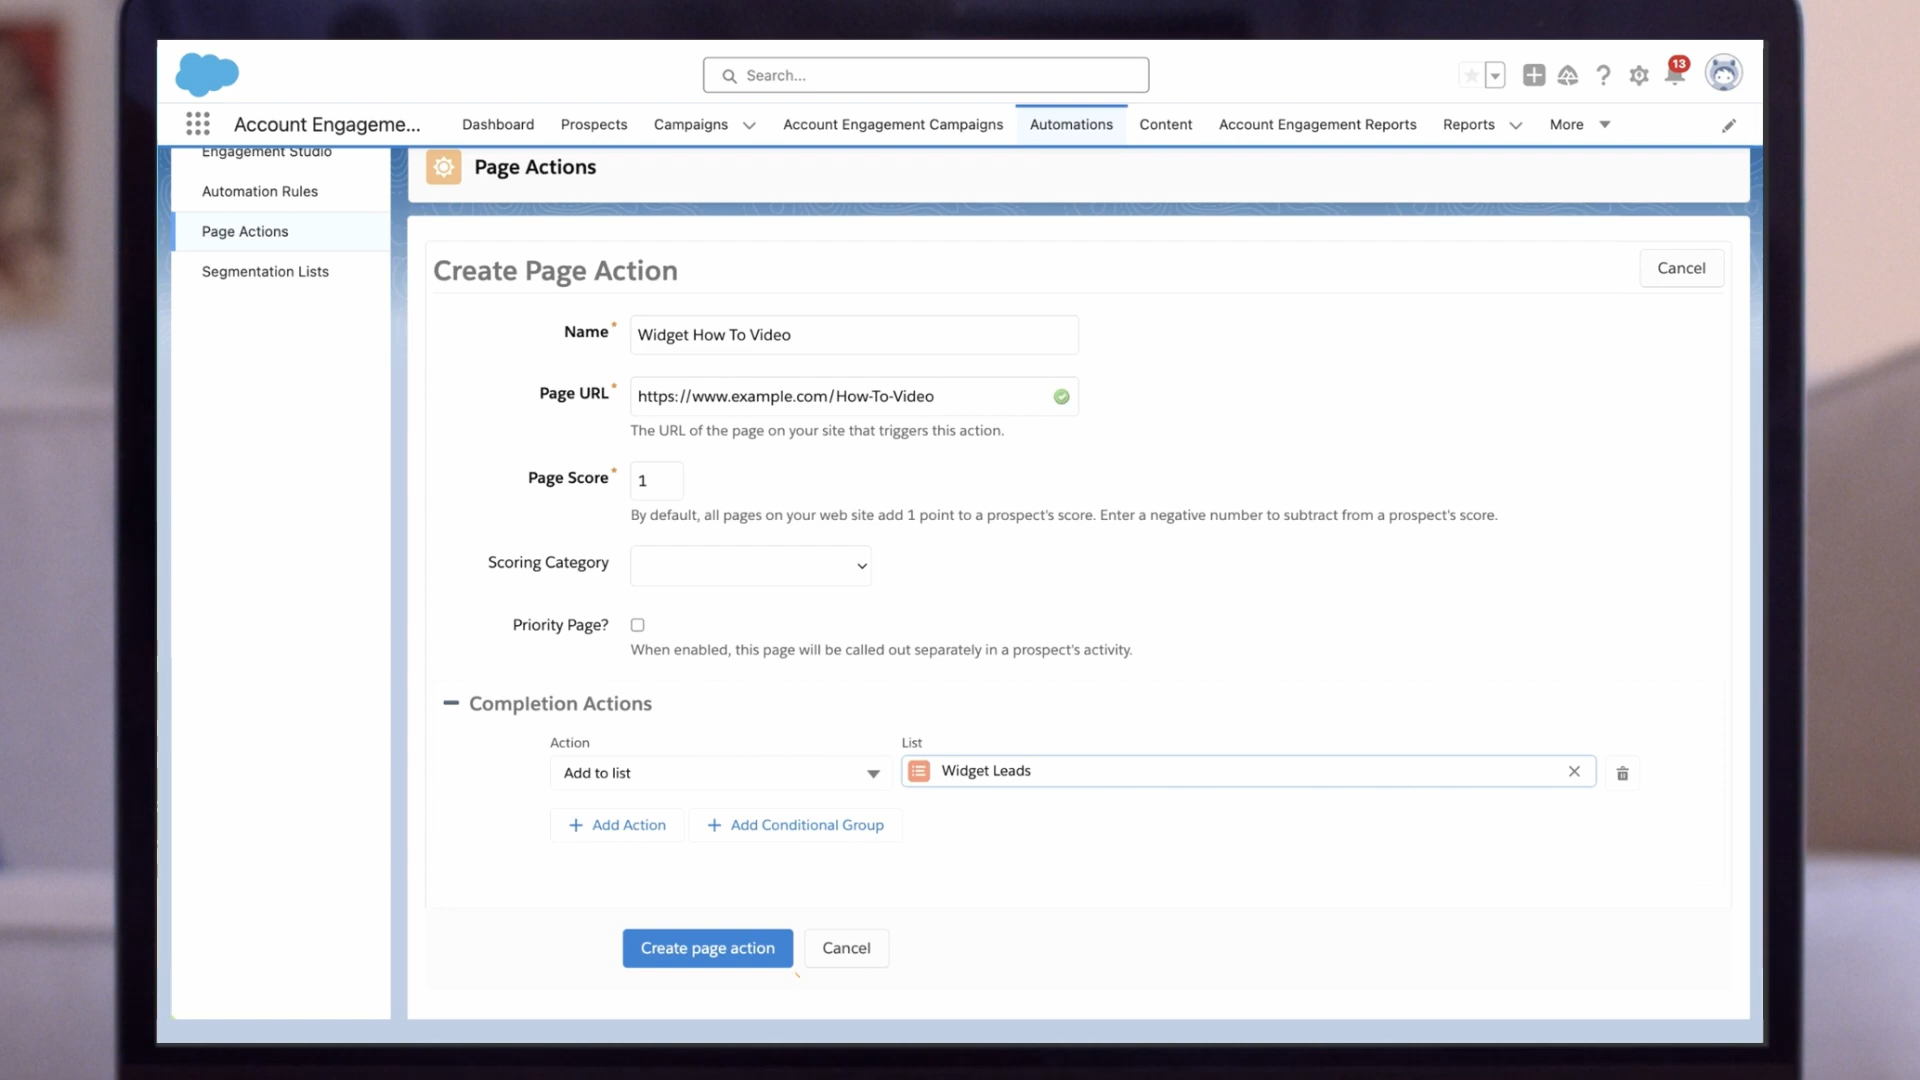 Search...
13
Account Engageme... Dashboard Prospects Campaigns Account Engagement Campaigns Automations Content Account Engagement Reports Reports More
Engagement Studio
Automation Rules
Page Actions
Segmentation Lists
Page Actions
Create Page Action
Cancel
Name* Widget How To Video
Page URL* https://www.example.com/How-To-Video
The URL of the page on your site that triggers this action.
Page Score* 1
By default, all pages on your web site add 1 point to a prospect's score. Enter a negative number to subtract from a prospect's score.
Scoring Category
Priority Page?
When enabled, this page will be called out separately in a prospect's activity.
Completion Actions
Action List
Add to list Widget Leads
+ Add Action + Add Conditional Group
Create page action Cancel